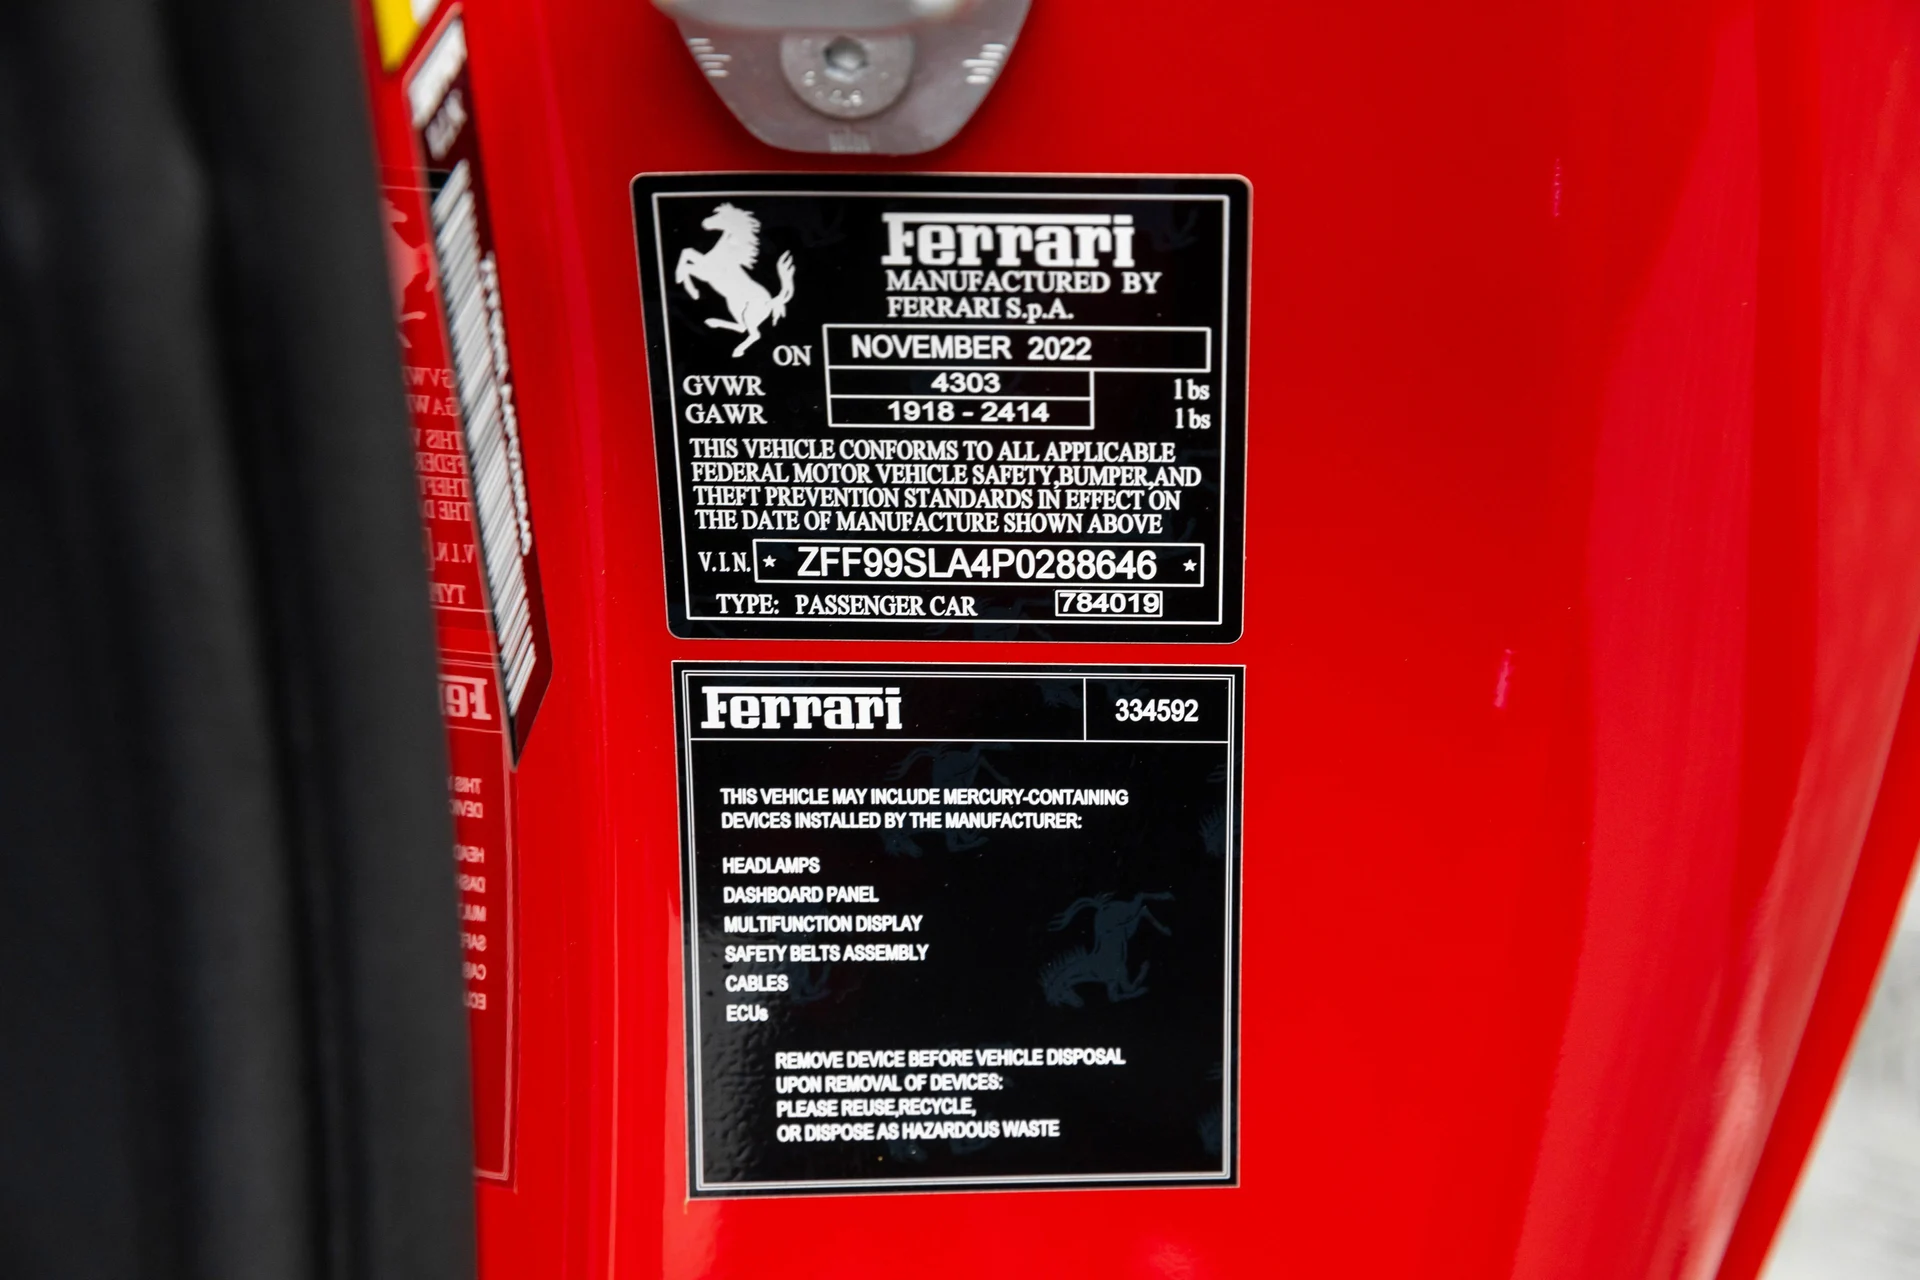 Ferrari
MANUFACTURED BY
FERRARI S.p.A.
ON NOVEMBER 2022
GVWR 4303 lbs
GAWR 1918 - 2414 lbs
THIS VEHICLE CONFORMS TO ALL APPLICABLE
FEDERAL MOTOR VEHICLE SAFETY,BUMPER,AND
THEFT PREVENTION STANDARDS IN EFFECT ON
THE DATE OF MANUFACTURE SHOWN ABOVE
V.I.N. * ZFF99SLA4P0288646 *
TYPE: PASSENGER CAR 784019
Ferrari 334592
THIS VEHICLE MAY INCLUDE MERCURY-CONTAINING
DEVICES INSTALLED BY THE MANUFACTURER:
HEADLAMPS
DASHBOARD PANEL
MULTIFUNCTION DISPLAY
SAFETY BELTS ASSEMBLY
CABLES
ECUs
REMOVE DEVICE BEFORE VEHICLE DISPOSAL
UPON REMOVAL OF DEVICES:
PLEASE REUSE,RECYCLE,
OR DISPOSE AS HAZARDOUS WASTE